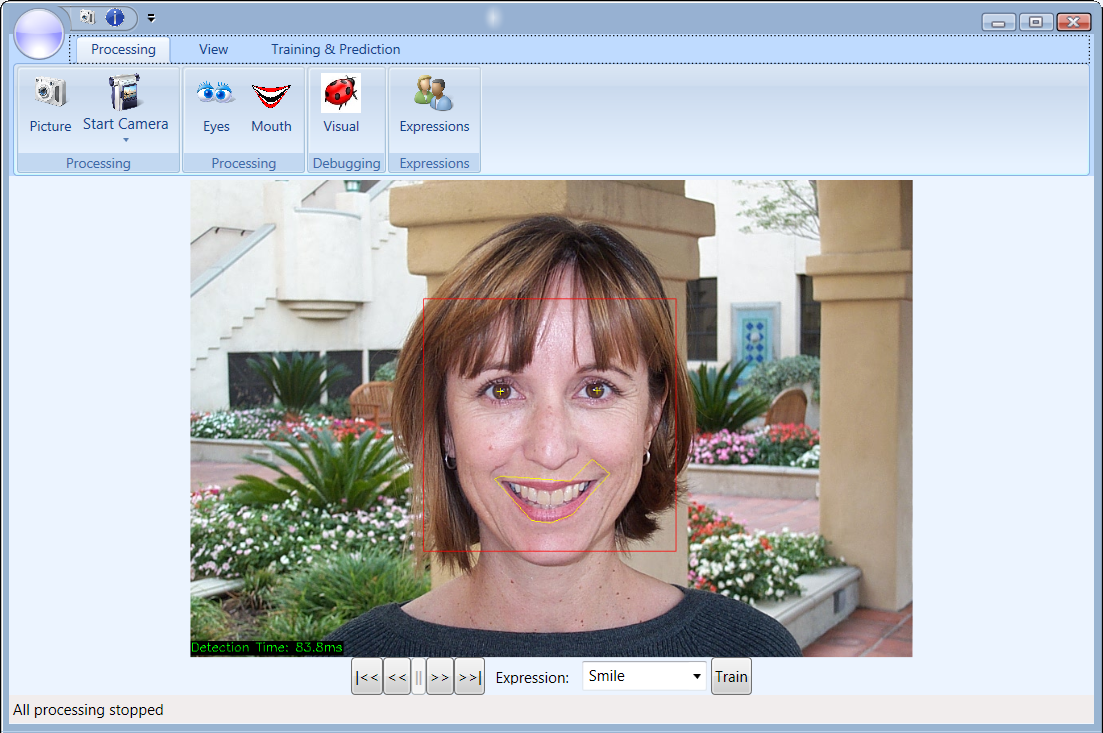 Processing View Training & Prediction
Picture Start Camera Eyes Mouth Visual Expressions
Processing Processing Debugging Expressions
Detection Time: 83.8ms
|<< << || >> >>| Expression: Smile Train
All processing stopped